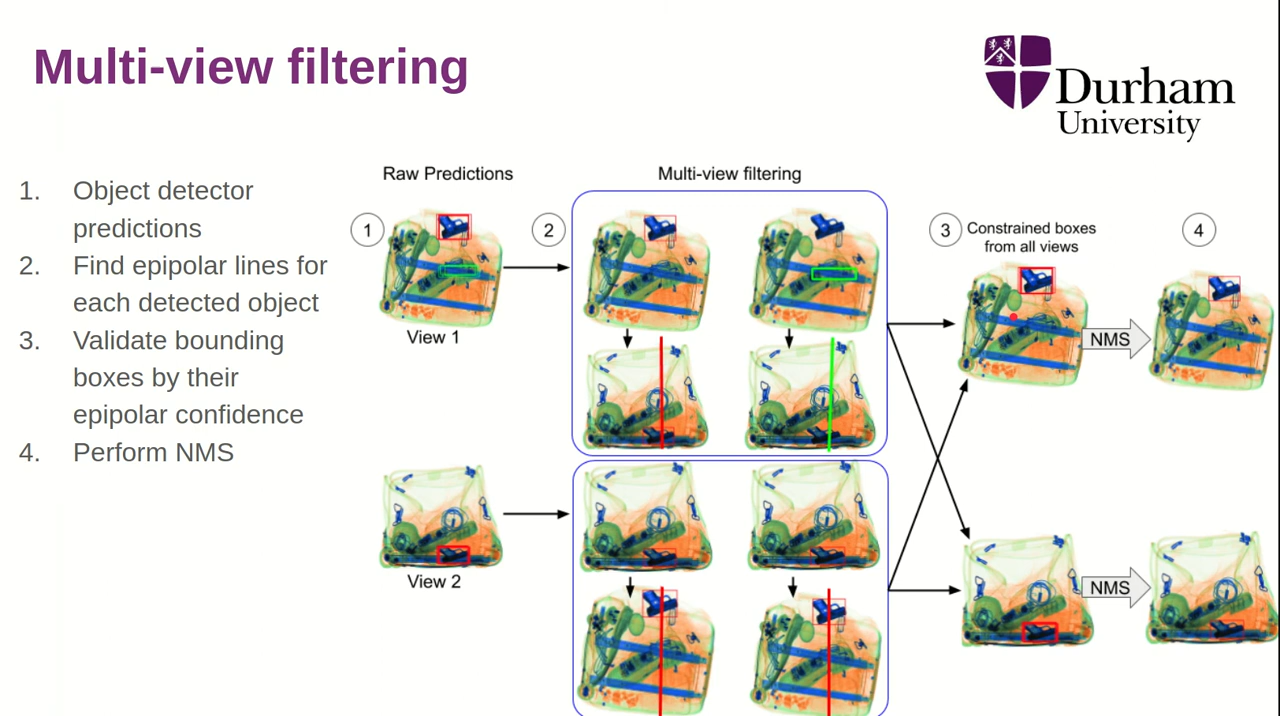 Multi-view filtering
Durham
University
1. Object detector
predictions
2. Find epipolar lines for
each detected object
3. Validate bounding
boxes by their
epipolar confidence
4. Perform NMS
Raw Predictions
Multi-view filtering
1
2
3
Constrained boxes
from all views
4
View 1
NMS
View 2
NMS